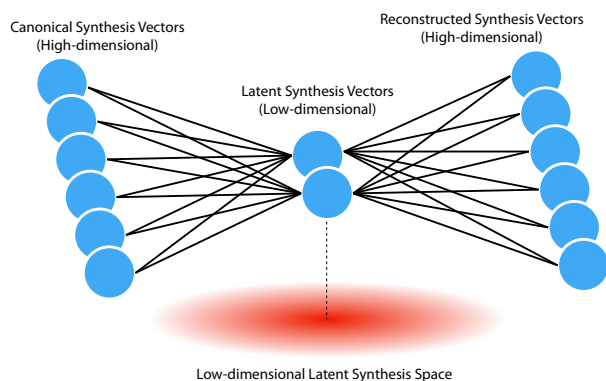 Canonical Synthesis Vectors
(High-dimensional)
Latent Synthesis Vectors
(Low-dimensional)
Reconstructed Synthesis Vectors
(High-dimensional)
Low-dimensional Latent Synthesis Space